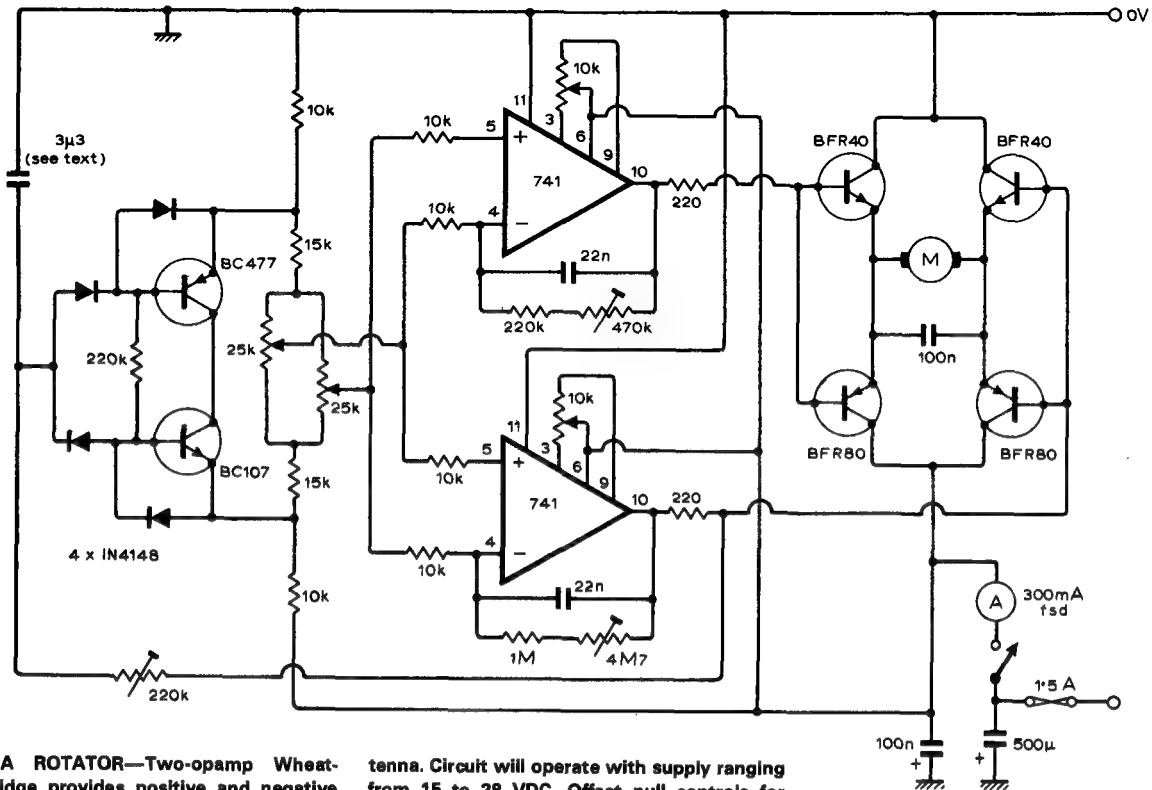 0V
10k
3µ3
(see text)
10k
11
3
6
9
10k
5
+
741
10
220
BFR40
BFR40
10k
4
−
15k
BC477
22n
M
220k
470k
25k
220k
25k
100n
10k
11
3
6
9
BFR80
BFR80
BC107
10k
5
+
741
10
220
15k
4
−
10k
4 x IN4148
22n
10k
A
300mA
fsd
1M
4M7
220k
1·5 A
100n
+
+
500µ
A ROTATOR—Two-opamp Wheat-
idge provides positive and negative
tenna. Circuit will operate with supply ranging
from 15 to 28 VDC. Offset null controls for